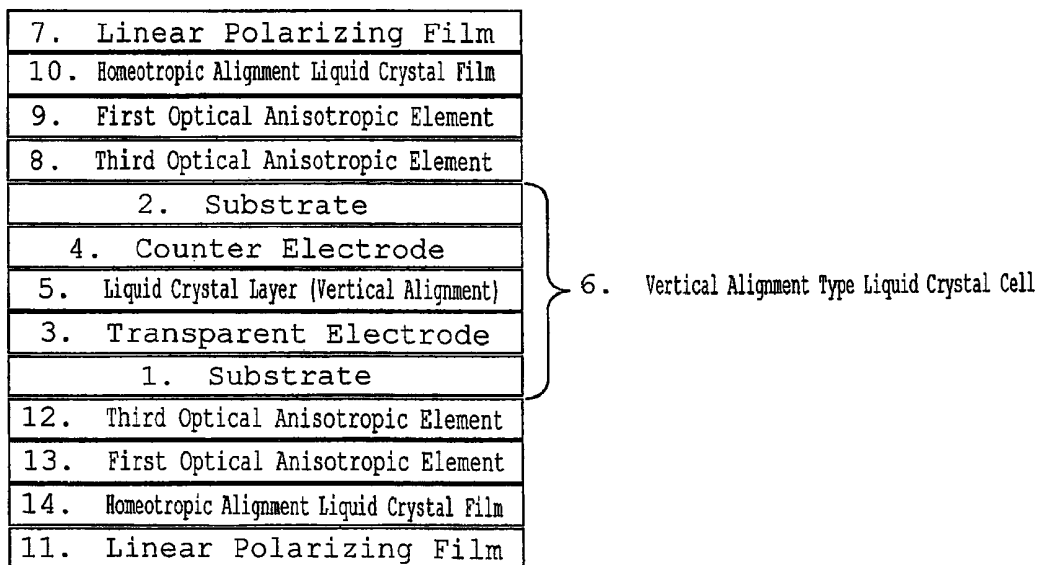 7. Linear Polarizing Film
10. Homeotropic Alignment Liquid Crystal Film
9. First Optical Anisotropic Element
8. Third Optical Anisotropic Element
2. Substrate
4. Counter Electrode
5. Liquid Crystal Layer (Vertical Alignment)
6. Vertical Alignment Type Liquid Crystal Cell
3. Transparent Electrode
1. Substrate
12. Third Optical Anisotropic Element
13. First Optical Anisotropic Element
14. Homeotropic Alignment Liquid Crystal Film
11. Linear Polarizing Film